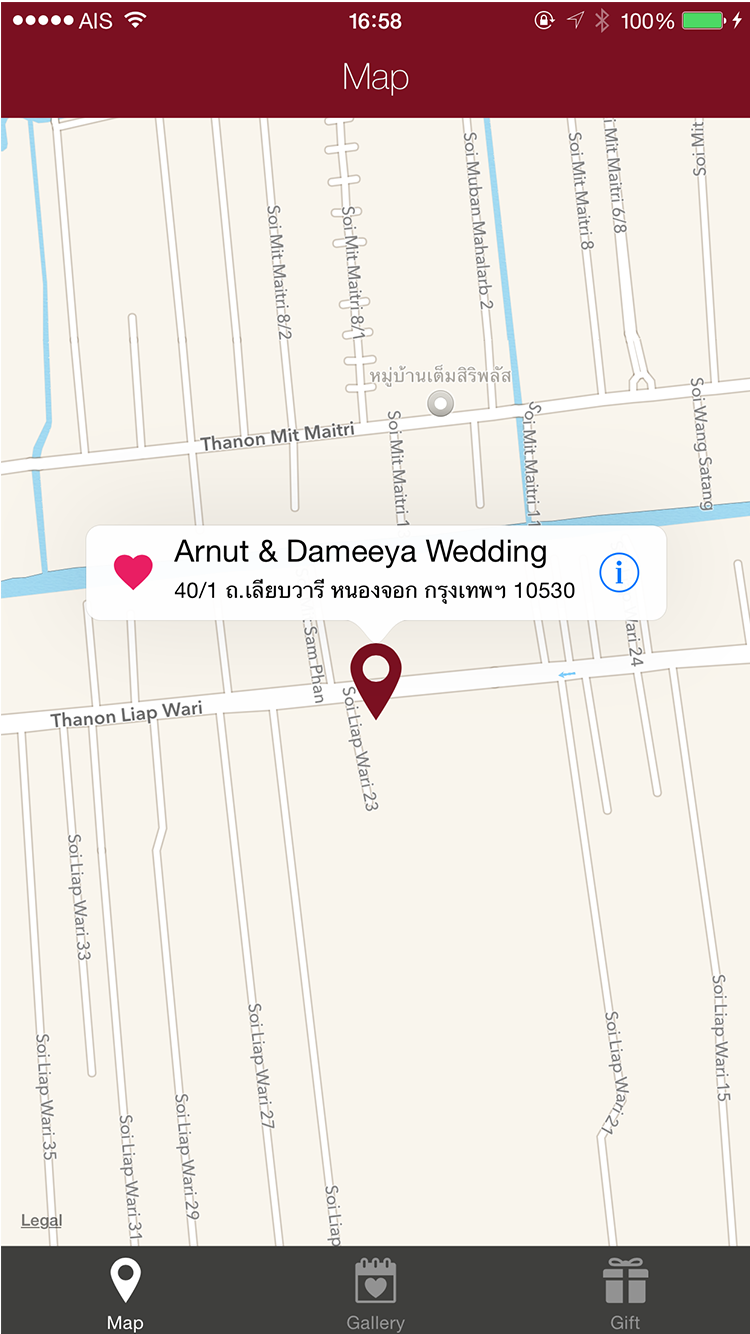 AIS 16:58 100%
Map
Soi Mit Maitri 8/2
Soi Mit Maitri 8/1
Soi Muban Mahalarb 2
Soi Mit Maitri 8
Soi Mit Maitri 6/8
Soi Mit
หมู่บ้านเต็มสิริพลัส
Thanon Mit Maitri
Soi Mit Maitri 1
Soi Mit Maitri 11
Soi Wang Satang
Arnut & Dameeya Wedding
40/1 ถ.เลียบวารี หนองจอก กรุงเทพฯ 10530
Sam Phan
Wari 24
Thanon Liap Wari
Soi Liap Wari 23
Soi Liap Wari 33
Soi Liap Wari 35
Soi Liap Wari 31
Soi Liap Wari 29
Soi Liap Wari 27
Soi Liap
Soi Liap Wari 21
Soi Liap Wari 15
Legal
Map Gallery Gift